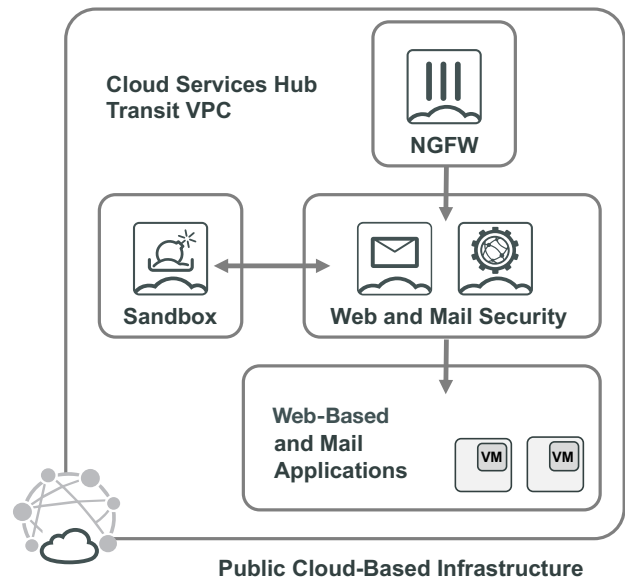 Cloud Services Hub
Transit VPC
NGFW
Sandbox
Web and Mail Security
Web-Based
and Mail
Applications
VM
VM
Public Cloud-Based Infrastructure